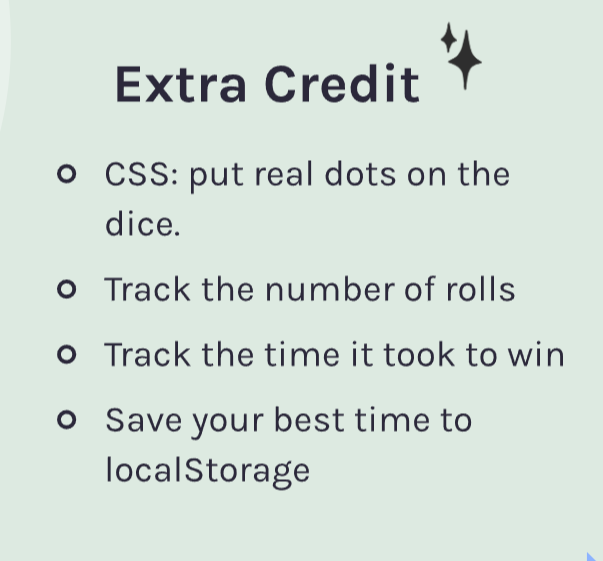 Extra Credit
CSS: put real dots on the
dice.
Track the number of rolls
Track the time it took to win
Save your best time to
localStorage